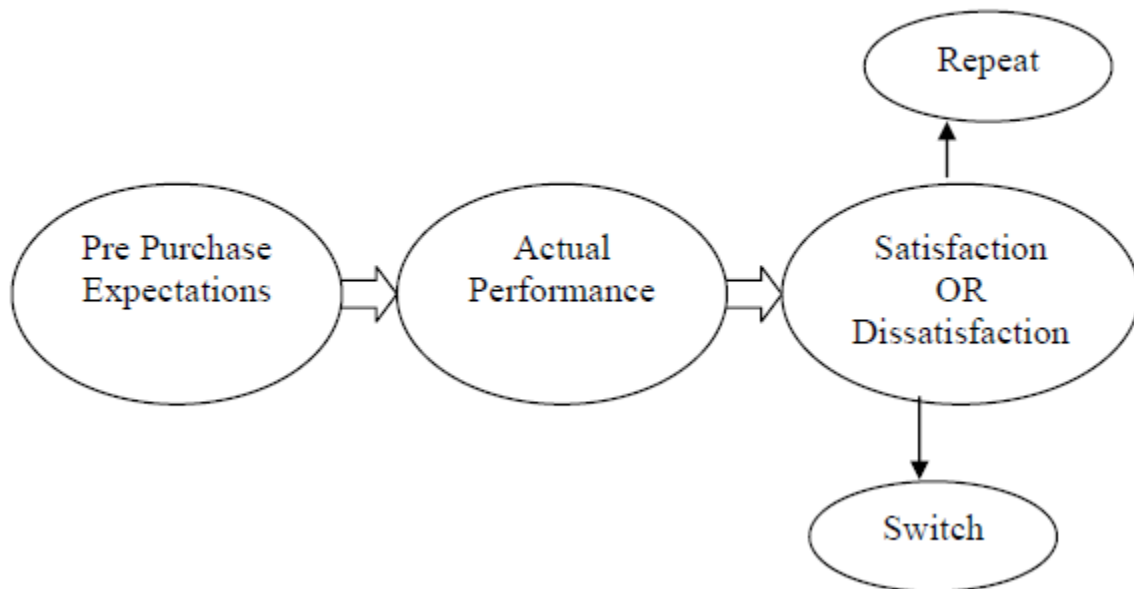 Repeat
Pre Purchase
Expectations
Actual
Performance
Satisfaction
OR
Dissatisfaction
Switch